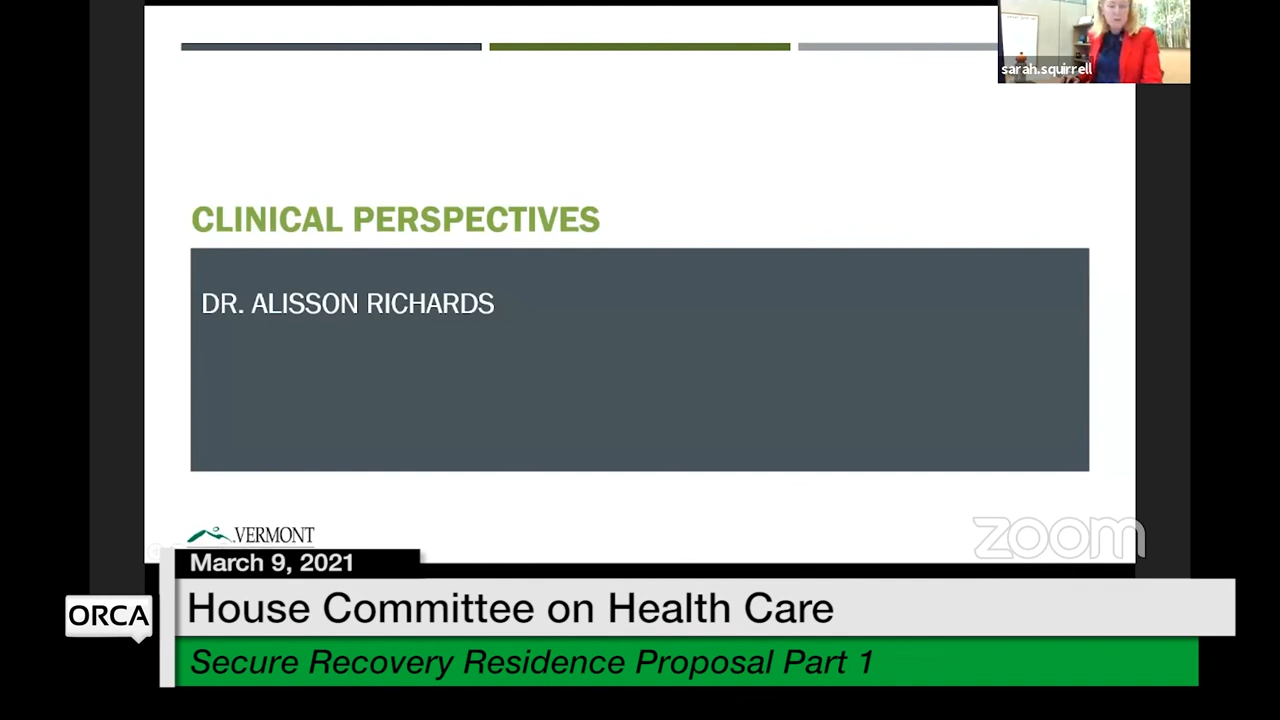 sarah.squirrell
CLINICAL PERSPECTIVES
DR. ALISSON RICHARDS
VERMONT
zoom
March 9, 2021
ORCA
House Committee on Health Care
Secure Recovery Residence Proposal Part 1